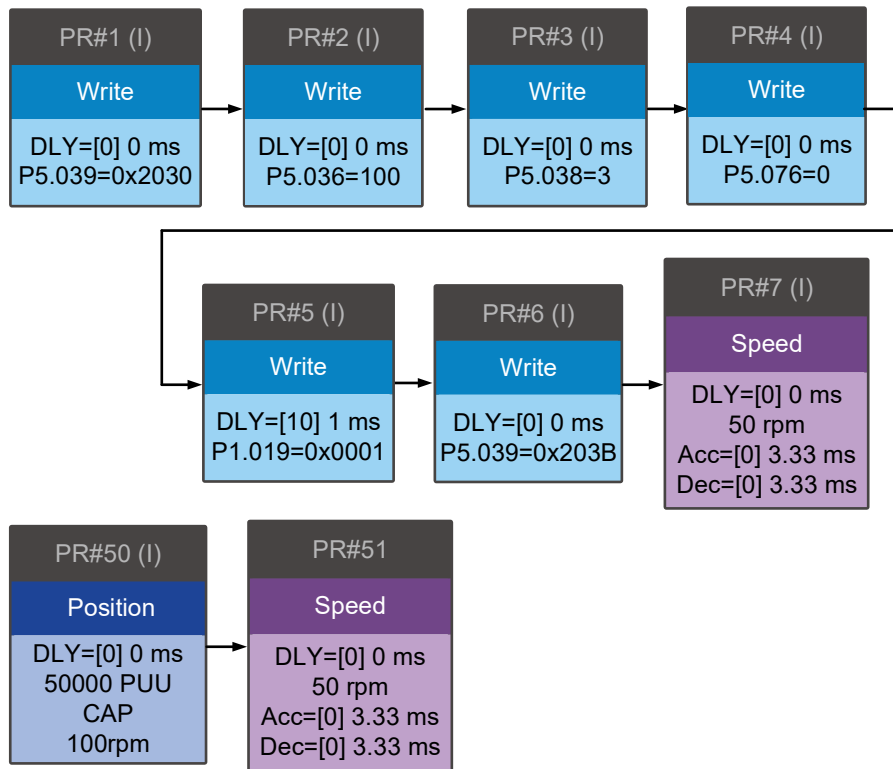 PR#1 (I)
Write
DLY=[0] 0 ms
P5.039=0x2030
PR#2 (I)
Write
DLY=[0] 0 ms
P5.036=100
PR#3 (I)
Write
DLY=[0] 0 ms
P5.038=3
PR#4 (I)
Write
DLY=[0] 0 ms
P5.076=0
PR#5 (I)
Write
DLY=[10] 1 ms
P1.019=0x0001
PR#6 (I)
Write
DLY=[0] 0 ms
P5.039=0x203B
PR#7 (I)
Speed
DLY=[0] 0 ms
50 rpm
Acc=[0] 3.33 ms
Dec=[0] 3.33 ms
PR#50 (I)
Position
DLY=[0] 0 ms
50000 PUU
CAP
100rpm
PR#51
Speed
DLY=[0] 0 ms
50 rpm
Acc=[0] 3.33 ms
Dec=[0] 3.33 ms